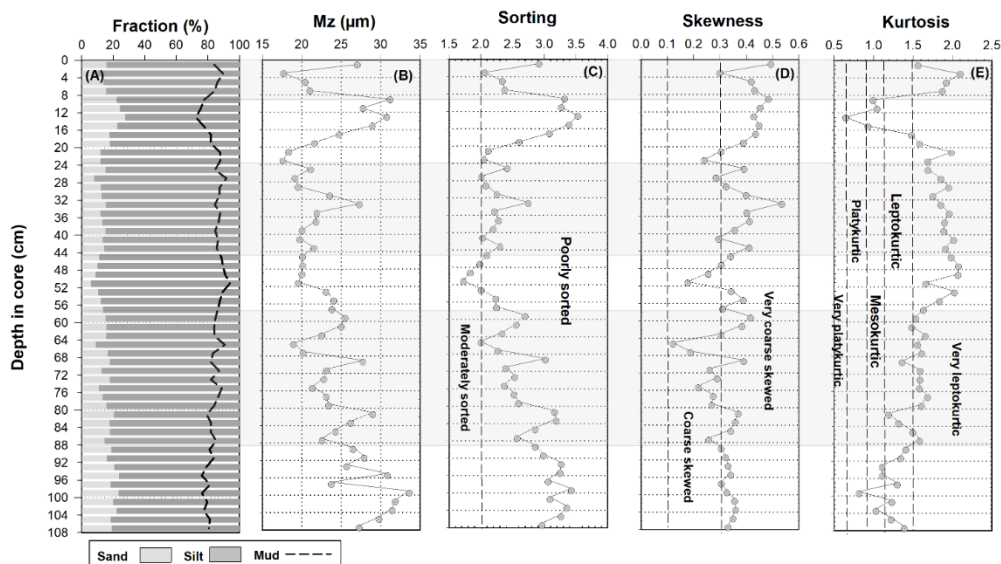 Fraction (%)
Mz (µm)
Sorting
Skewness
Kurtosis
0 20 40 60 80 100
15 20 25 30 35
1.5 2.0 2.5 3.0 3.5 4.0
0.0 0.1 0.2 0.3 0.4 0.5 0.6
0.5 1.0 1.5 2.0 2.5
(A)
(B)
(C)
(D)
(E)
Depth in core (cm)
0
4
8
12
16
20
24
28
32
36
40
44
48
52
56
60
64
68
72
76
80
84
88
92
96
100
104
108
Moderately sorted
Poorly sorted
Coarse skewed
Very coarse skewed
Very platykurtic
Platykurtic
Mesokurtic
Leptokurtic
Very leptokurtic
Sand Silt Mud